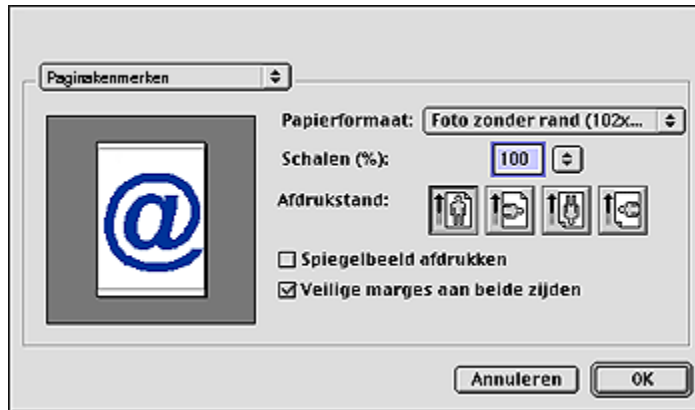 Paginakenmerken
Papierformaat: Foto zonder rand (102x...
Schalen (%): 100
Afdrukstand:
Spiegelbeeld afdrukken
Veilige marges aan beide zijden
@
Annuleren OK